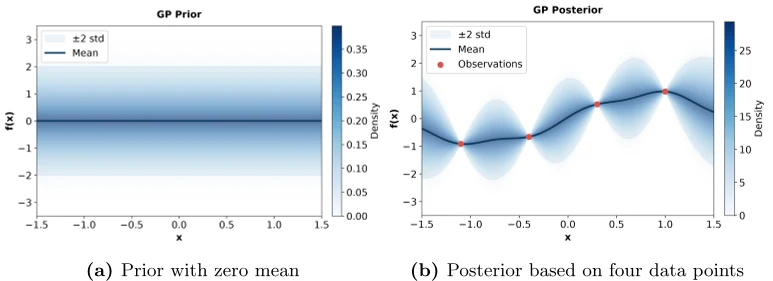 GP Prior
±2 std
Mean
f(x)
3
2
1
0
−1
−2
−3
−1.5 −1.0 −0.5 0.0 0.5 1.0 1.5
x
0.35
0.30
0.25
0.20
0.15
0.10
0.05
0.00
Density
(a) Prior with zero mean
GP Posterior
±2 std
Mean
Observations
f(x)
3
2
1
0
−1
−2
−3
−1.5 −1.0 −0.5 0.0 0.5 1.0 1.5
x
25
20
15
10
5
0
Density
(b) Posterior based on four data points